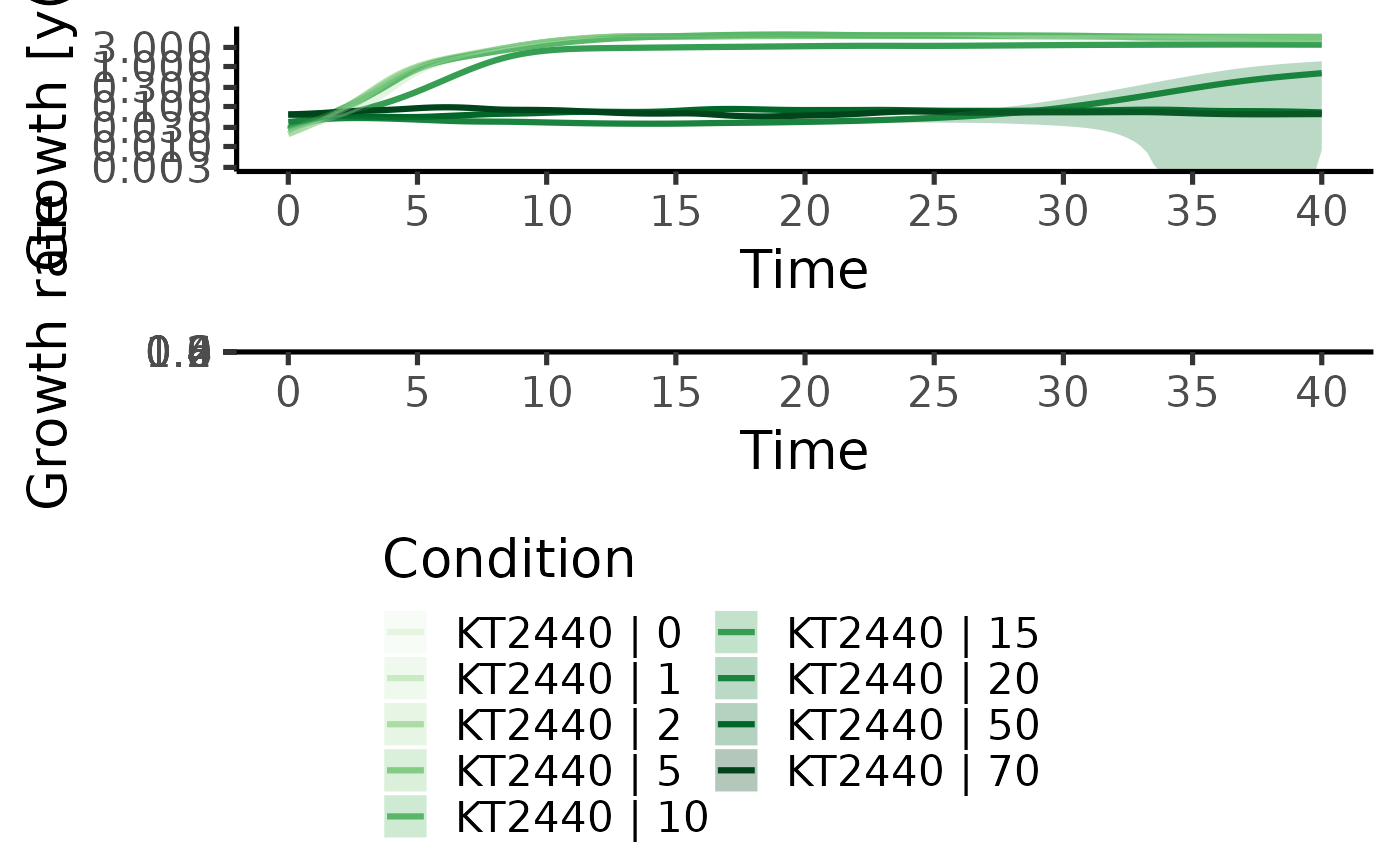 Growth [y(
3.000
1.000
0.300
0.100
0.030
0.010
0.003
0 5 10 15 20 25 30 35 40
Time
Growth rate
0 5 10 15 20 25 30 35 40
Time
Condition
KT2440 | 0
KT2440 | 1
KT2440 | 2
KT2440 | 5
KT2440 | 10
KT2440 | 15
KT2440 | 20
KT2440 | 50
KT2440 | 70